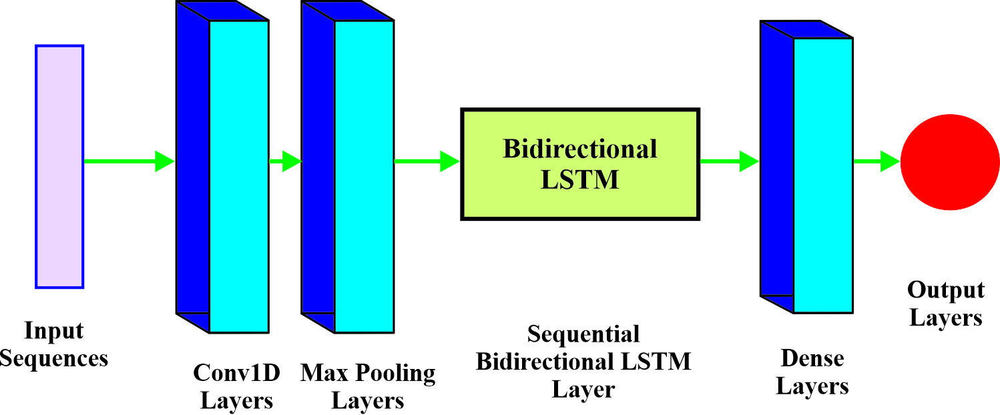 Bidirectional
LSTM
Input
Sequences
Conv1D
Layers
Max Pooling
Layers
Sequential
Bidirectional LSTM
Layer
Dense
Layers
Output
Layers